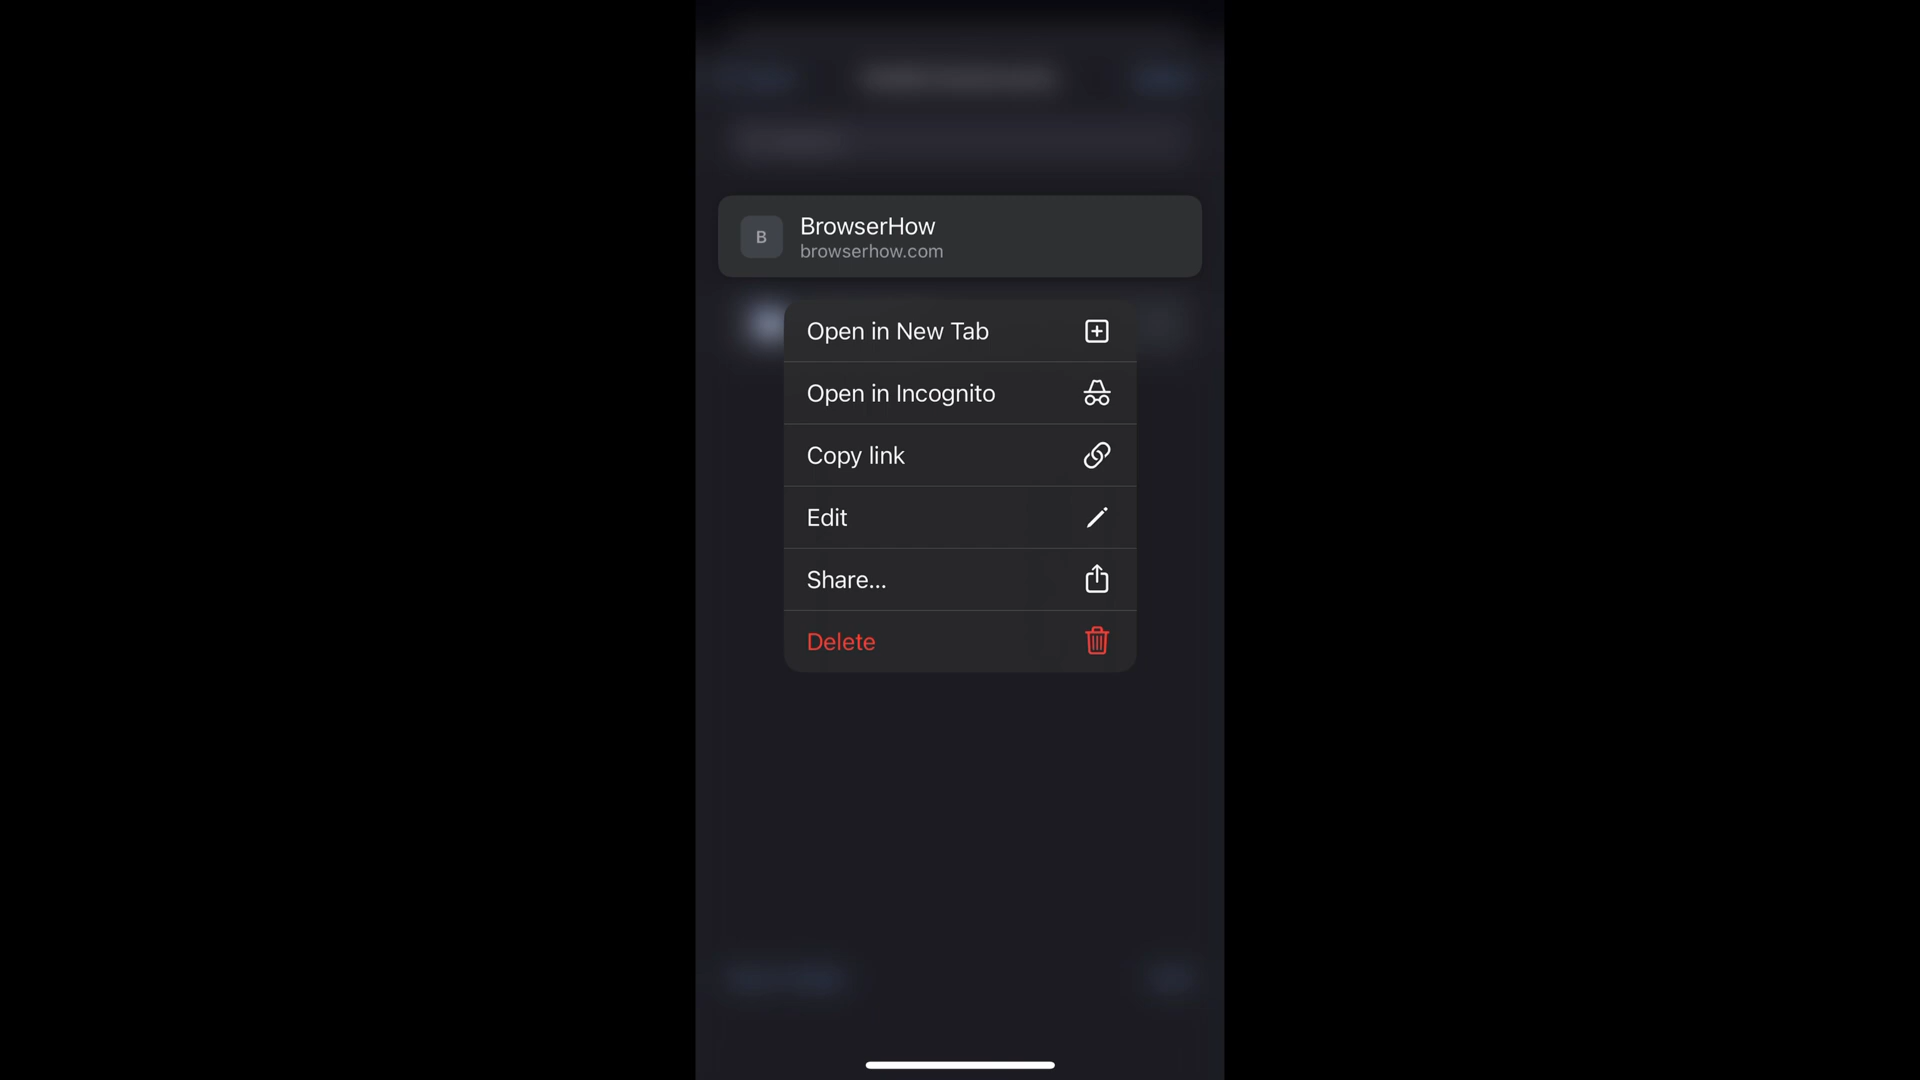 B
BrowserHow
browserhow.com
Open in New Tab
Open in Incognito
Copy link
Edit
Share...
Delete